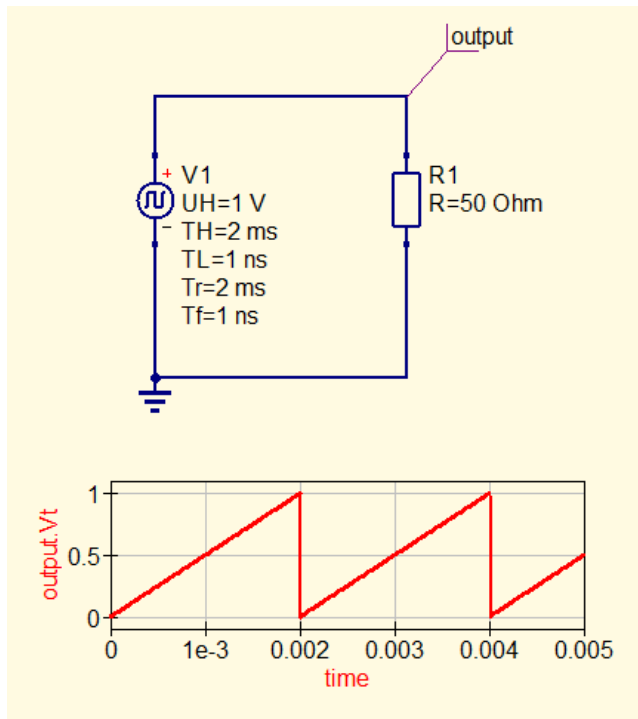 output
+ V1
UH=1 V
− TH=2 ms
TL=1 ns
Tr=2 ms
Tf=1 ns
R1
R=50 Ohm
output.Vt
1
0.5
0
0 1e-3 0.002 0.003 0.004 0.005
time